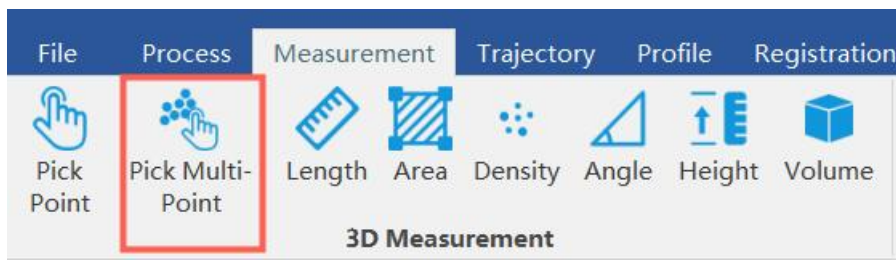 File Process Measurement Trajectory Profile Registration
Pick Pick Multi- Length Area Density Angle Height Volume
Point Point
3D Measurement